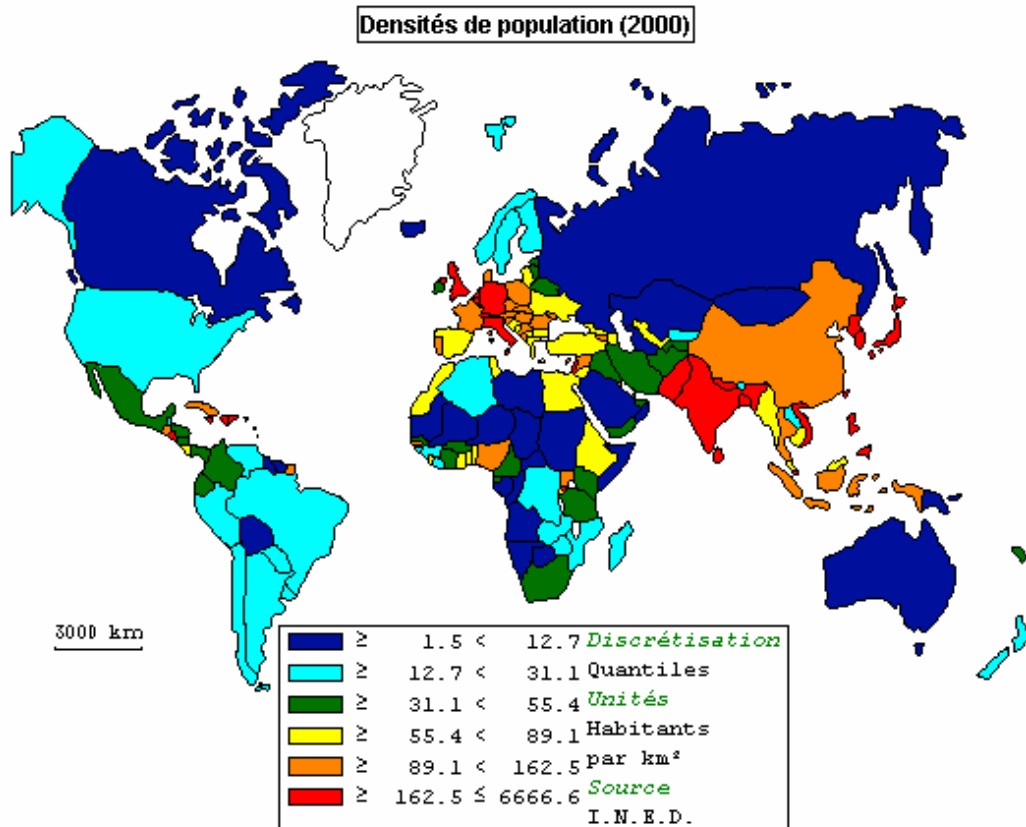 Densités de population (2000)
3000 km
≥ 1.5 < 12.7 Discrétisation
≥ 12.7 < 31.1 Quantiles
≥ 31.1 < 55.4 Unités
≥ 55.4 < 89.1 Habitants
≥ 89.1 < 162.5 par km²
≥ 162.5 ≤ 6666.6 Source
I.N.E.D.